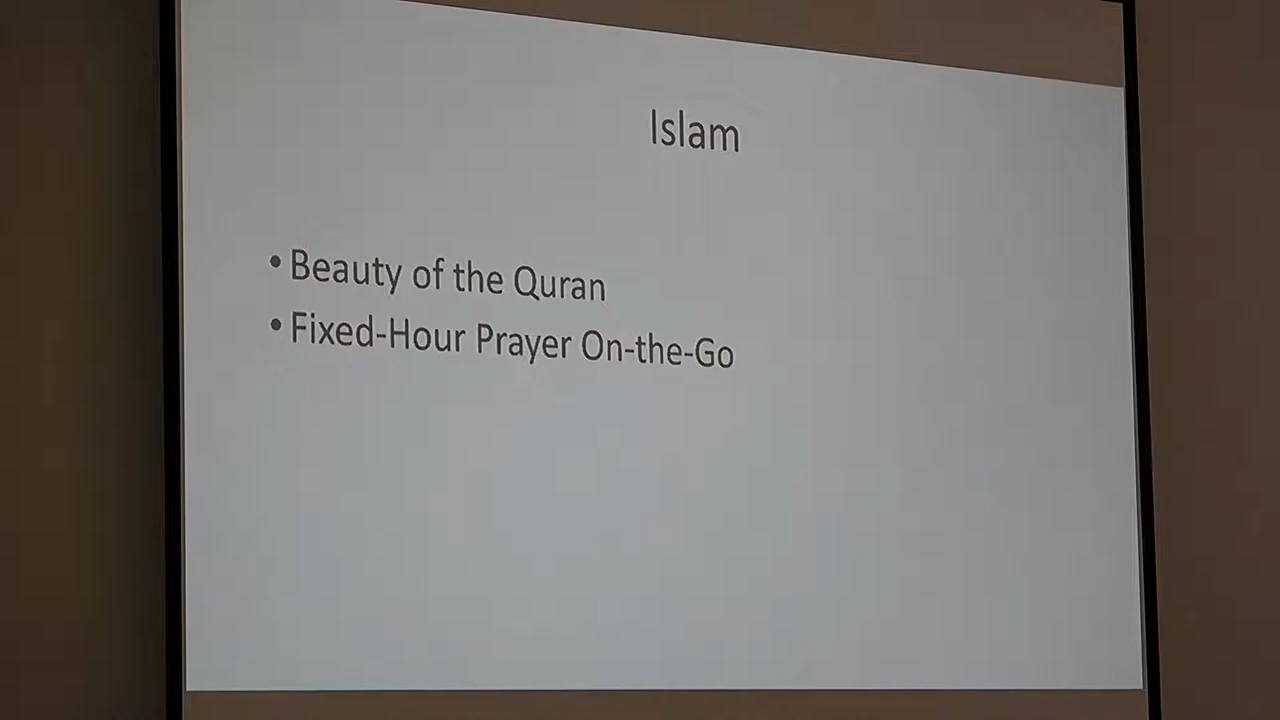 Islam
• Beauty of the Quran
• Fixed-Hour Prayer On-the-Go